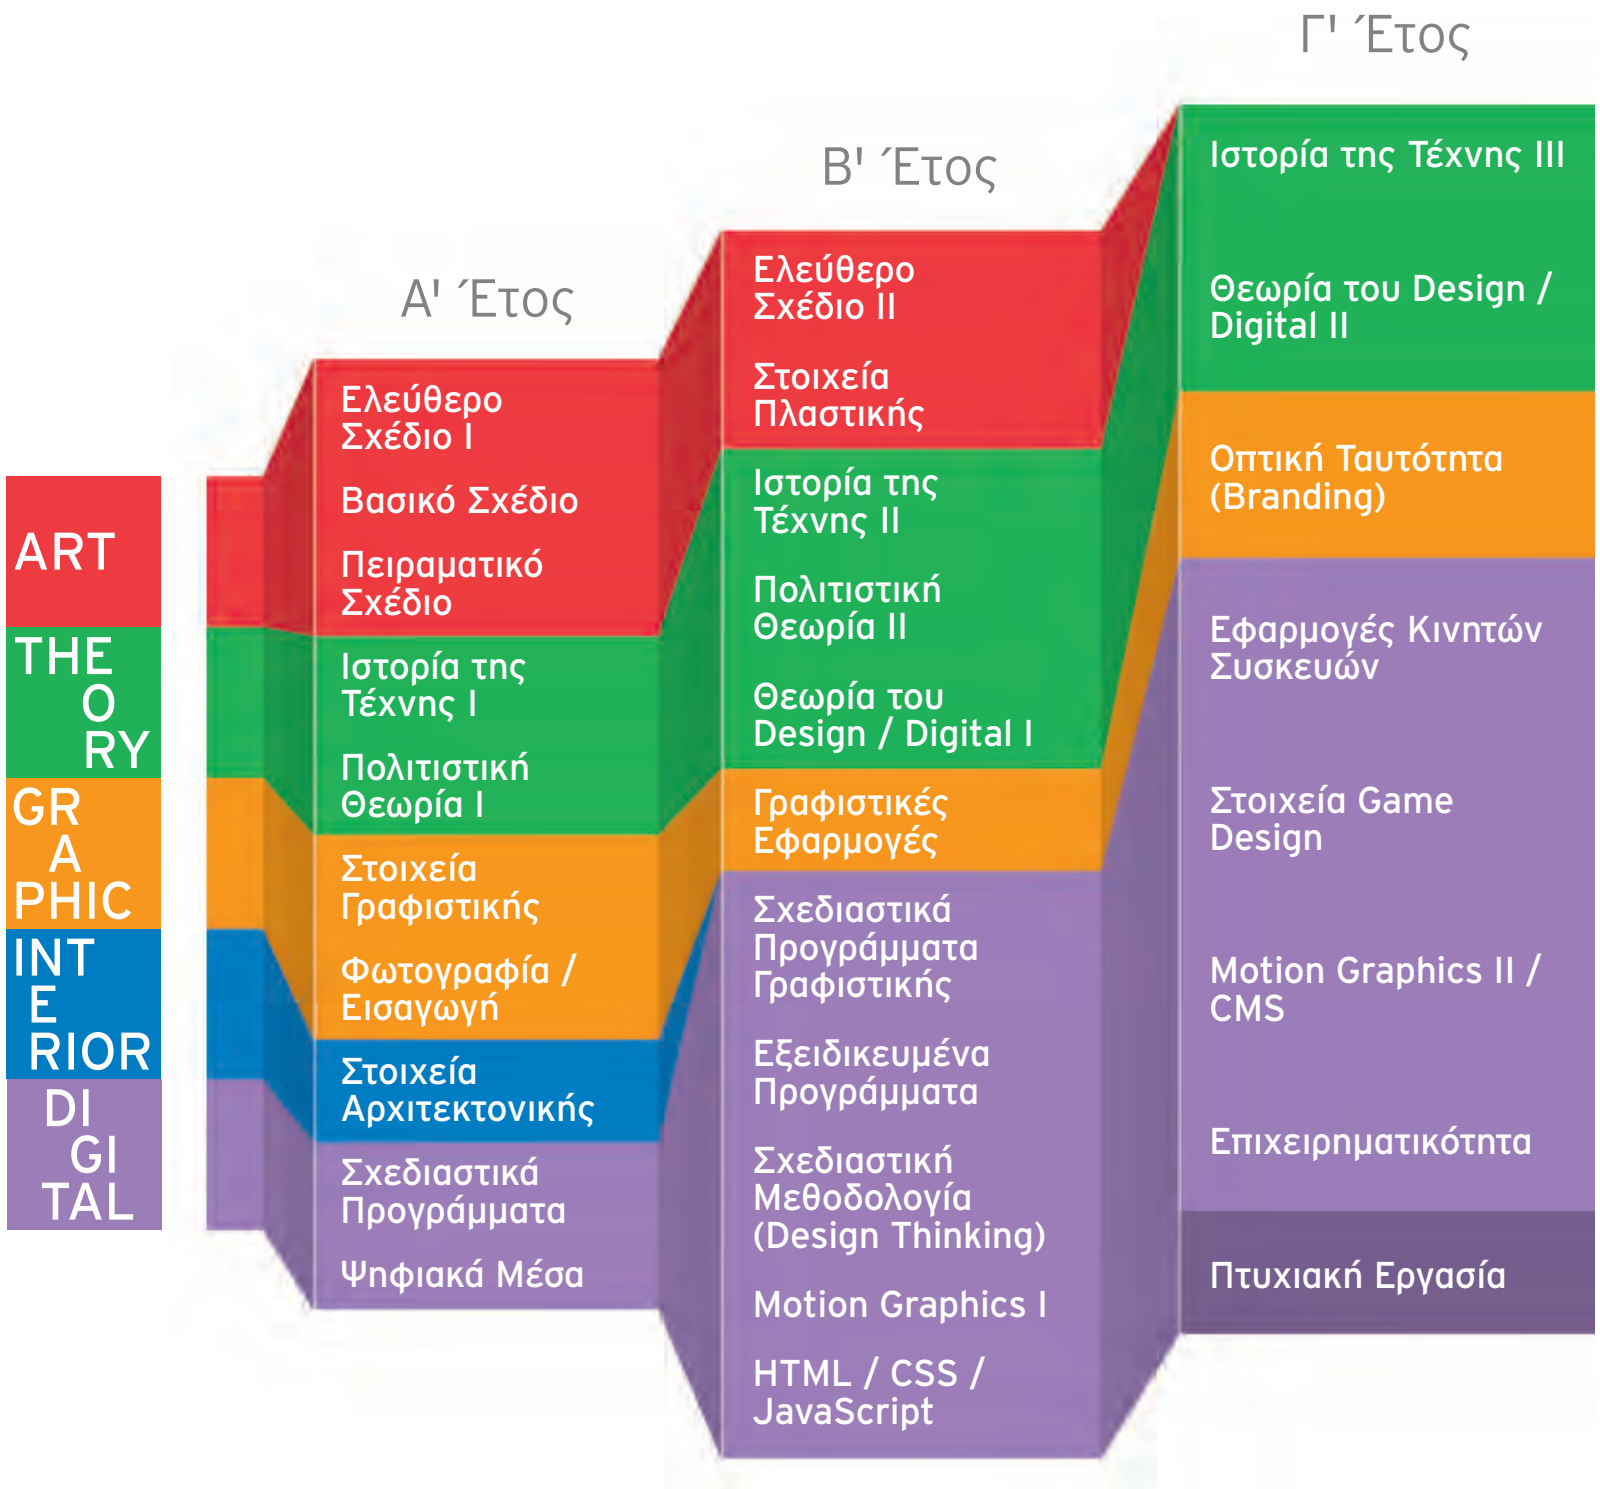 ART
THE
O
RY
GR
A
PHIC
INT
E
RIOR
DI
GI
TAL
Α' Έτος
Ελεύθερο
Σχέδιο Ι
Βασικό Σχέδιο
Πειραματικό
Σχέδιο
Ιστορία της
Τέχνης Ι
Πολιτιστική
Θεωρία Ι
Στοιχεία
Γραφιστικής
Φωτογραφία /
Εισαγωγή
Στοιχεία
Αρχιτεκτονικής
Σχεδιαστικά
Προγράμματα
Ψηφιακά Μέσα
Β' Έτος
Ελεύθερο
Σχέδιο ΙΙ
Στοιχεία
Πλαστικής
Ιστορία της
Τέχνης ΙΙ
Πολιτιστική
Θεωρία ΙΙ
Θεωρία του
Design / Digital I
Γραφιστικές
Εφαρμογές
Σχεδιαστικά
Προγράμματα
Γραφιστικής
Εξειδικευμένα
Προγράμματα
Σχεδιαστική
Μεθοδολογία
(Design Thinking)
Motion Graphics I
HTML / CSS /
JavaScript
Γ' Έτος
Ιστορία της Τέχνης ΙΙΙ
Θεωρία του Design /
Digital II
Οπτική Ταυτότητα
(Branding)
Εφαρμογές Κινητών
Συσκευών
Στοιχεία Game
Design
Motion Graphics II /
CMS
Επιχειρηματικότητα
Πτυχιακή Εργασία